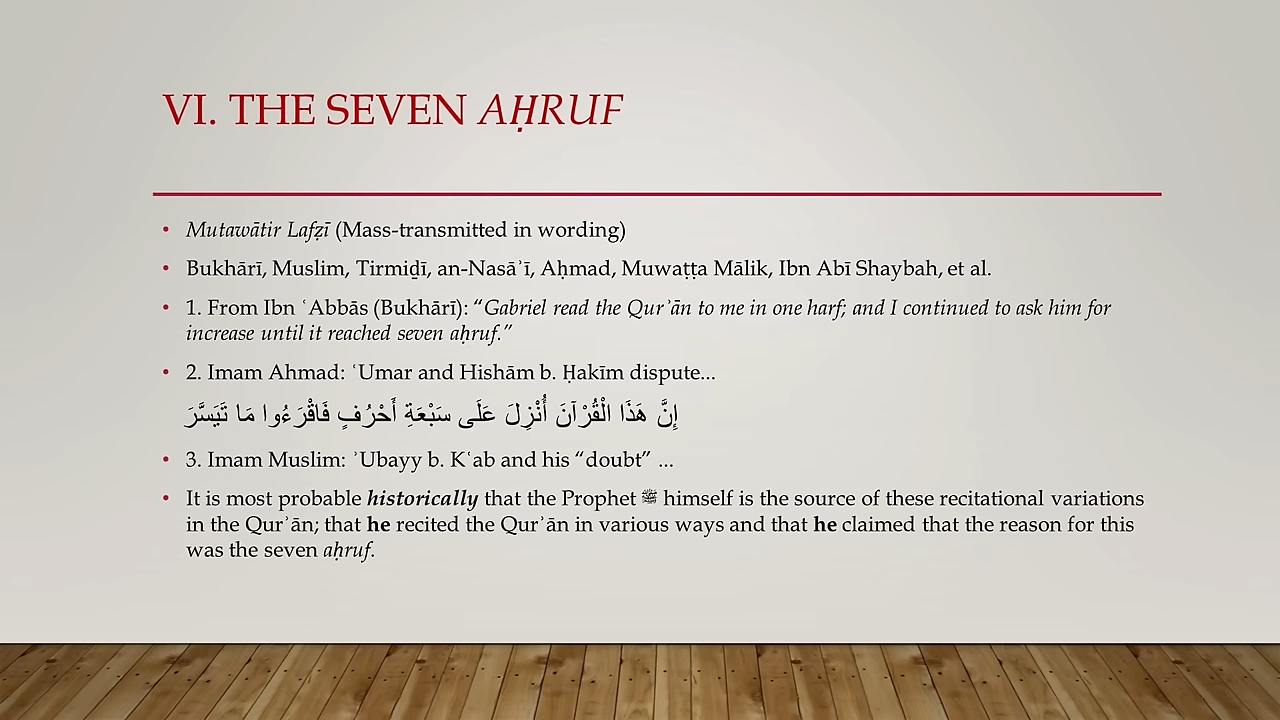 VI. THE SEVEN AḤRUF
• Mutawātir Lafẓī (Mass-transmitted in wording)
• Bukhārī, Muslim, Tirmiḏī, an-Nasāʾī, Aḥmad, Muwaṭṭa Mālik, Ibn Abī Shaybah, et al.
• 1. From Ibn ʿAbbās (Bukhārī): “Gabriel read the Qurʾān to me in one harf; and I continued to ask him for
increase until it reached seven aḥruf.”
• 2. Imam Ahmad: ʿUmar and Hishām b. Ḥakīm dispute...
إِنَّ هَذَا الْقُرْآنَ أُنْزِلَ عَلَى سَبْعَةِ أَحْرُفٍ فَاقْرَءُوا مَا تَيَسَّرَ
• 3. Imam Muslim: ʾUbayy b. Kʿab and his “doubt” ...
• It is most probable historically that the Prophet ﷺ himself is the source of these recitational variations
in the Qurʾān; that he recited the Qurʾān in various ways and that he claimed that the reason for this
was the seven aḥruf.